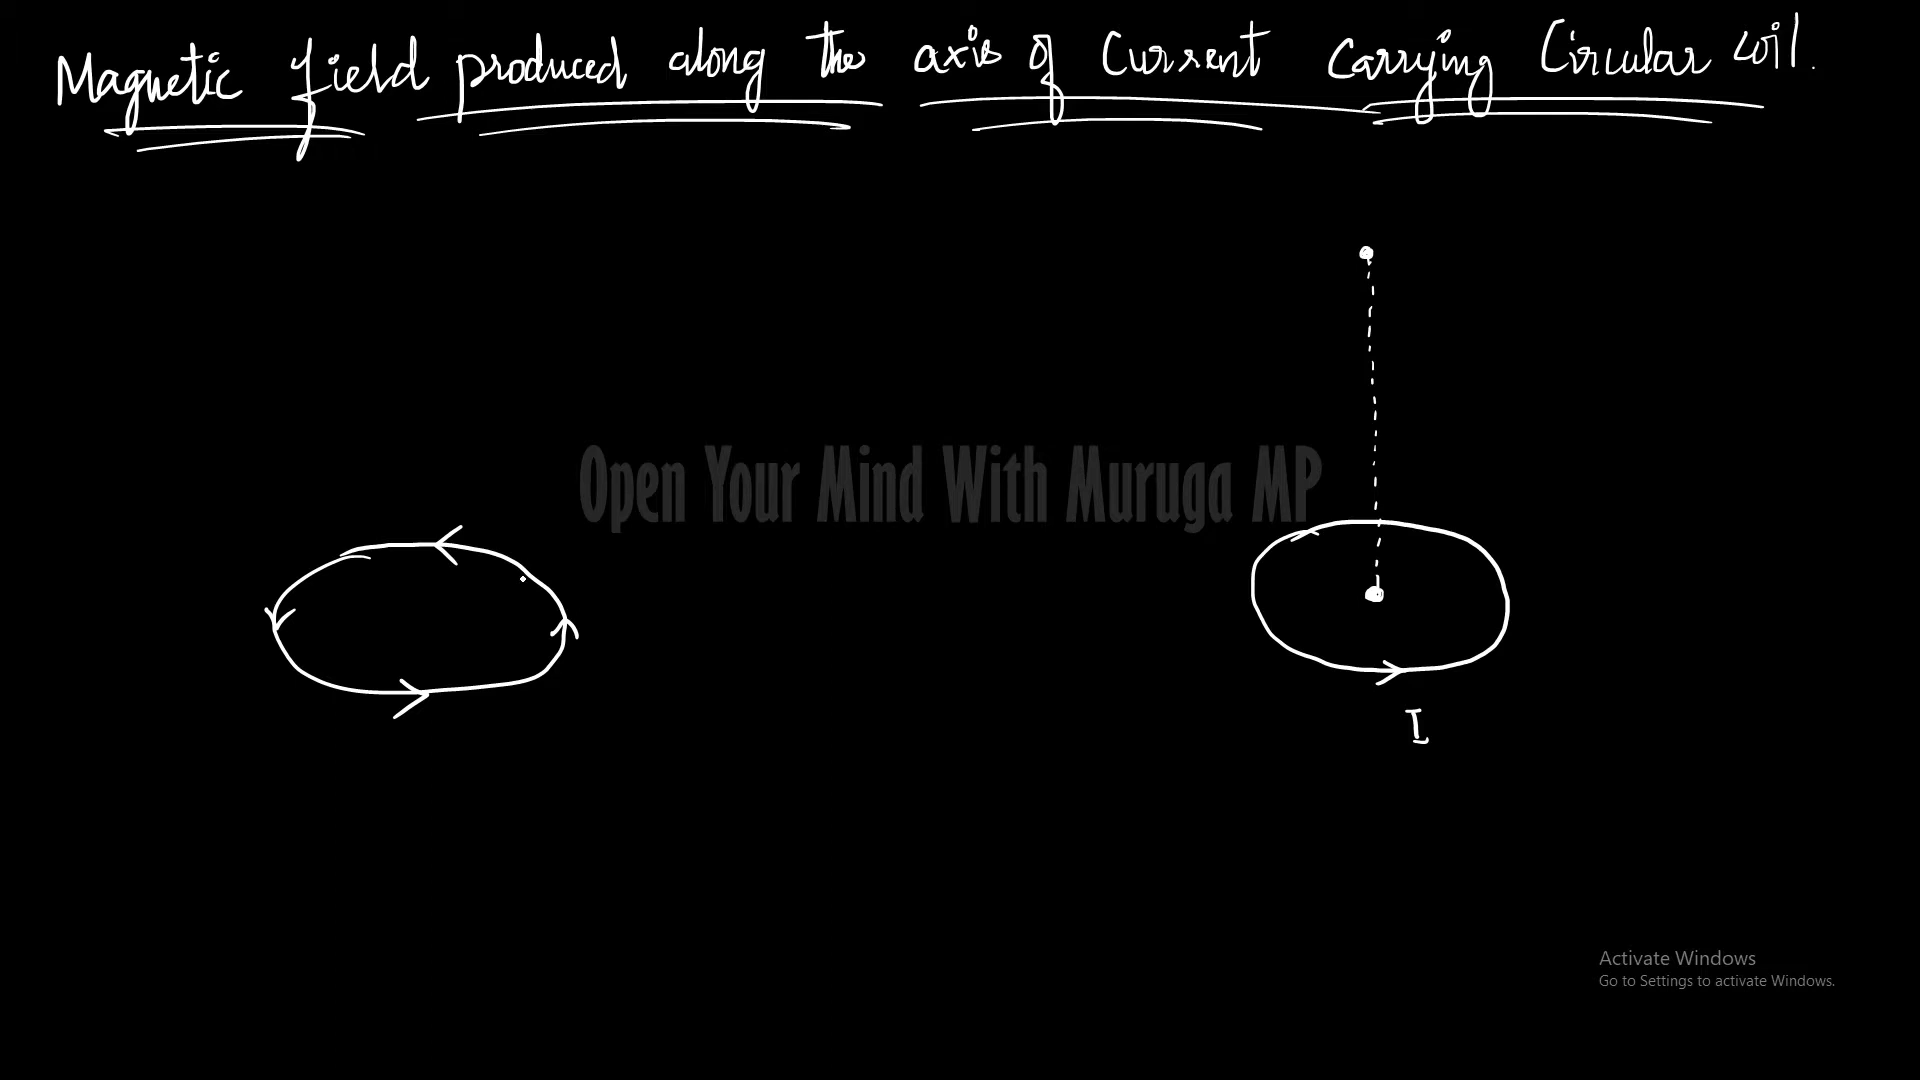 Magnetic field produced along the axis of Current Carrying Circular coil.
Open Your Mind With Muruga MP
I
Activate Windows
Go to Settings to activate Windows.